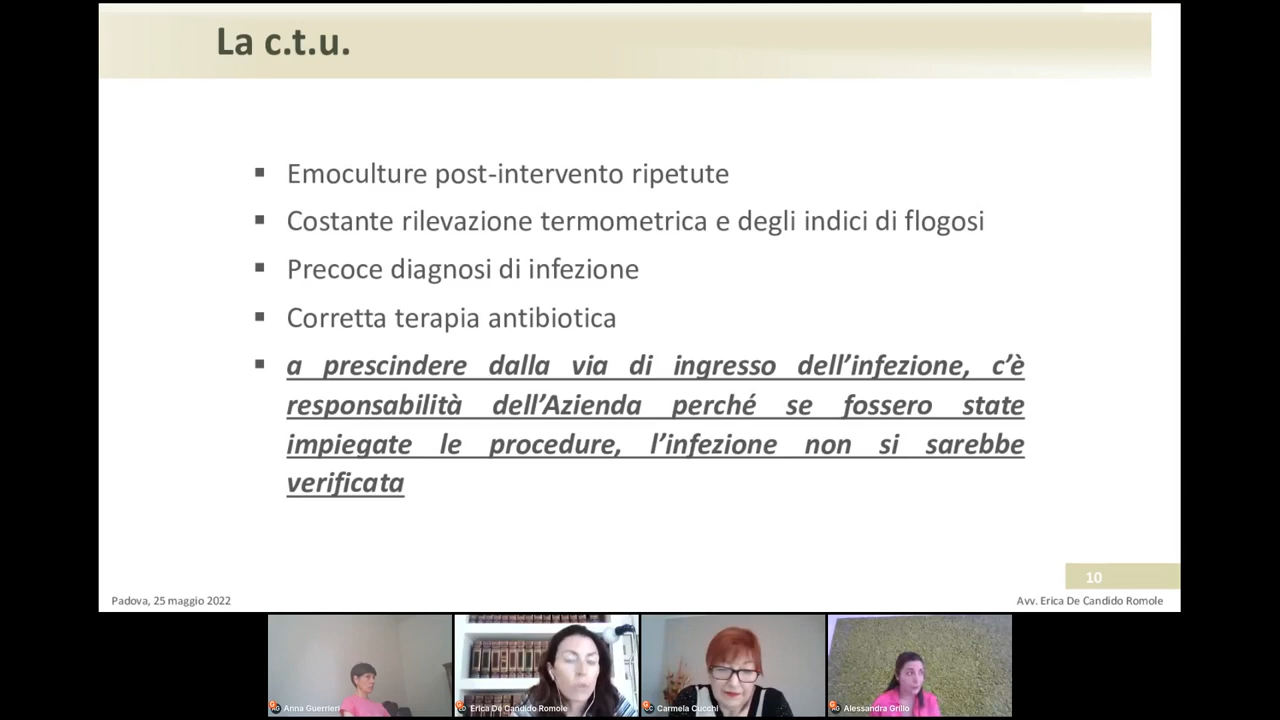 La c.t.u.
▪ Emoculture post-intervento ripetute
▪ Costante rilevazione termometrica e degli indici di flogosi
▪ Precoce diagnosi di infezione
▪ Corretta terapia antibiotica
▪ a prescindere dalla via di ingresso dell’infezione, c’è
responsabilità dell’Azienda perché se fossero state
impiegate le procedure, l’infezione non si sarebbe
verificata
10
Padova, 25 maggio 2022
Avv. Erica De Candido Romole
Anna Guerrieri
Erica De Candido Romole
Carmela Cucchi
Alessandra Grillo